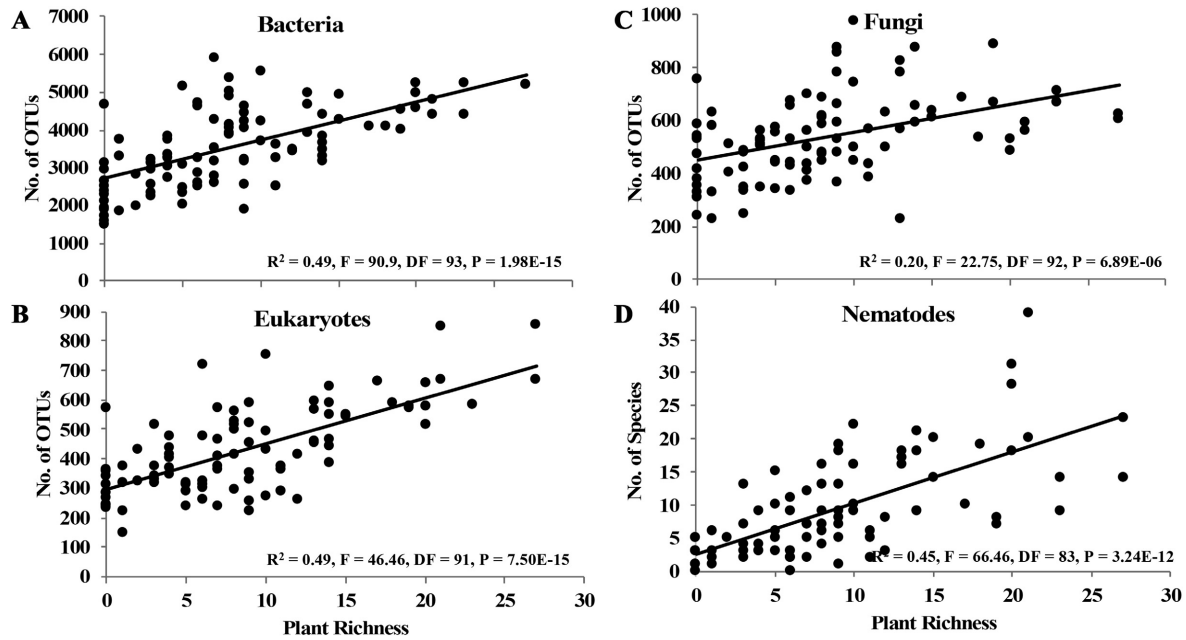 A
Bacteria
7000
6000
5000
4000
3000
2000
1000
0
No. of OTUs
R² = 0.49, F = 90.9, DF = 93, P = 1.98E-15
C
Fungi
1000
800
600
400
200
0
No. of OTUs
R² = 0.20, F = 22.75, DF = 92, P = 6.89E-06
B
Eukaryotes
900
800
700
600
500
400
300
200
100
0
No. of OTUs
R² = 0.49, F = 46.46, DF = 91, P = 7.50E-15
0 5 10 15 20 25 30
Plant Richness
D
Nematodes
40
35
30
25
20
15
10
5
0
No. of Species
R² = 0.45, F = 66.46, DF = 83, P = 3.24E-12
0 5 10 15 20 25 30
Plant Richness